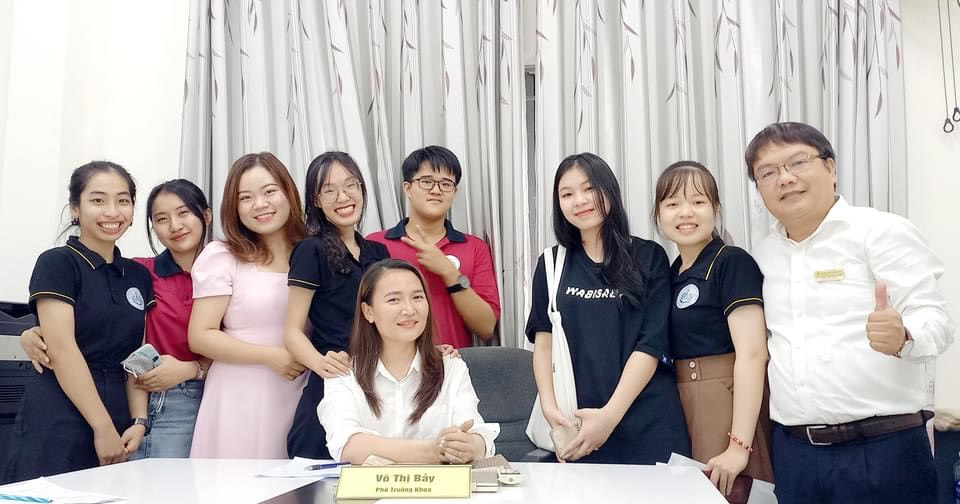 WABISABI
Võ Thị Bảy
Phó Trưởng Khoa